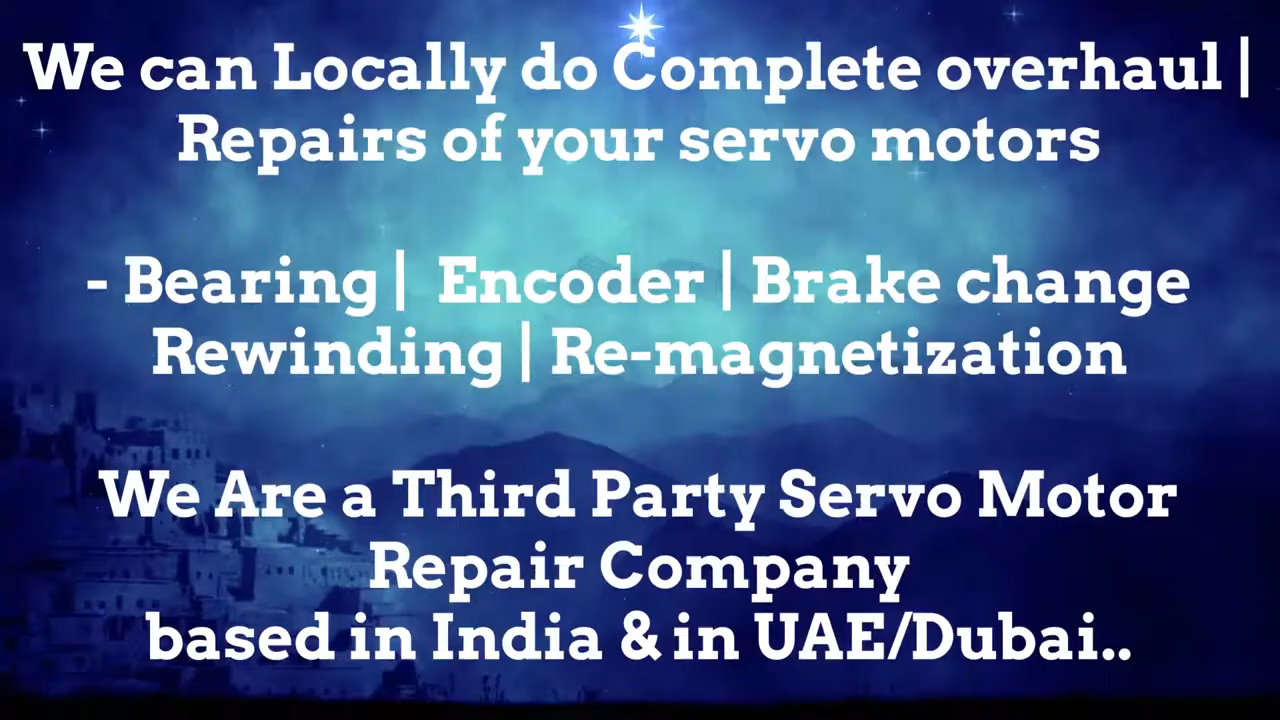 We can Locally do Complete overhaul |
Repairs of your servo motors
- Bearing | Encoder | Brake change
Rewinding | Re-magnetization
We Are a Third Party Servo Motor
Repair Company
based in India & in UAE/Dubai..